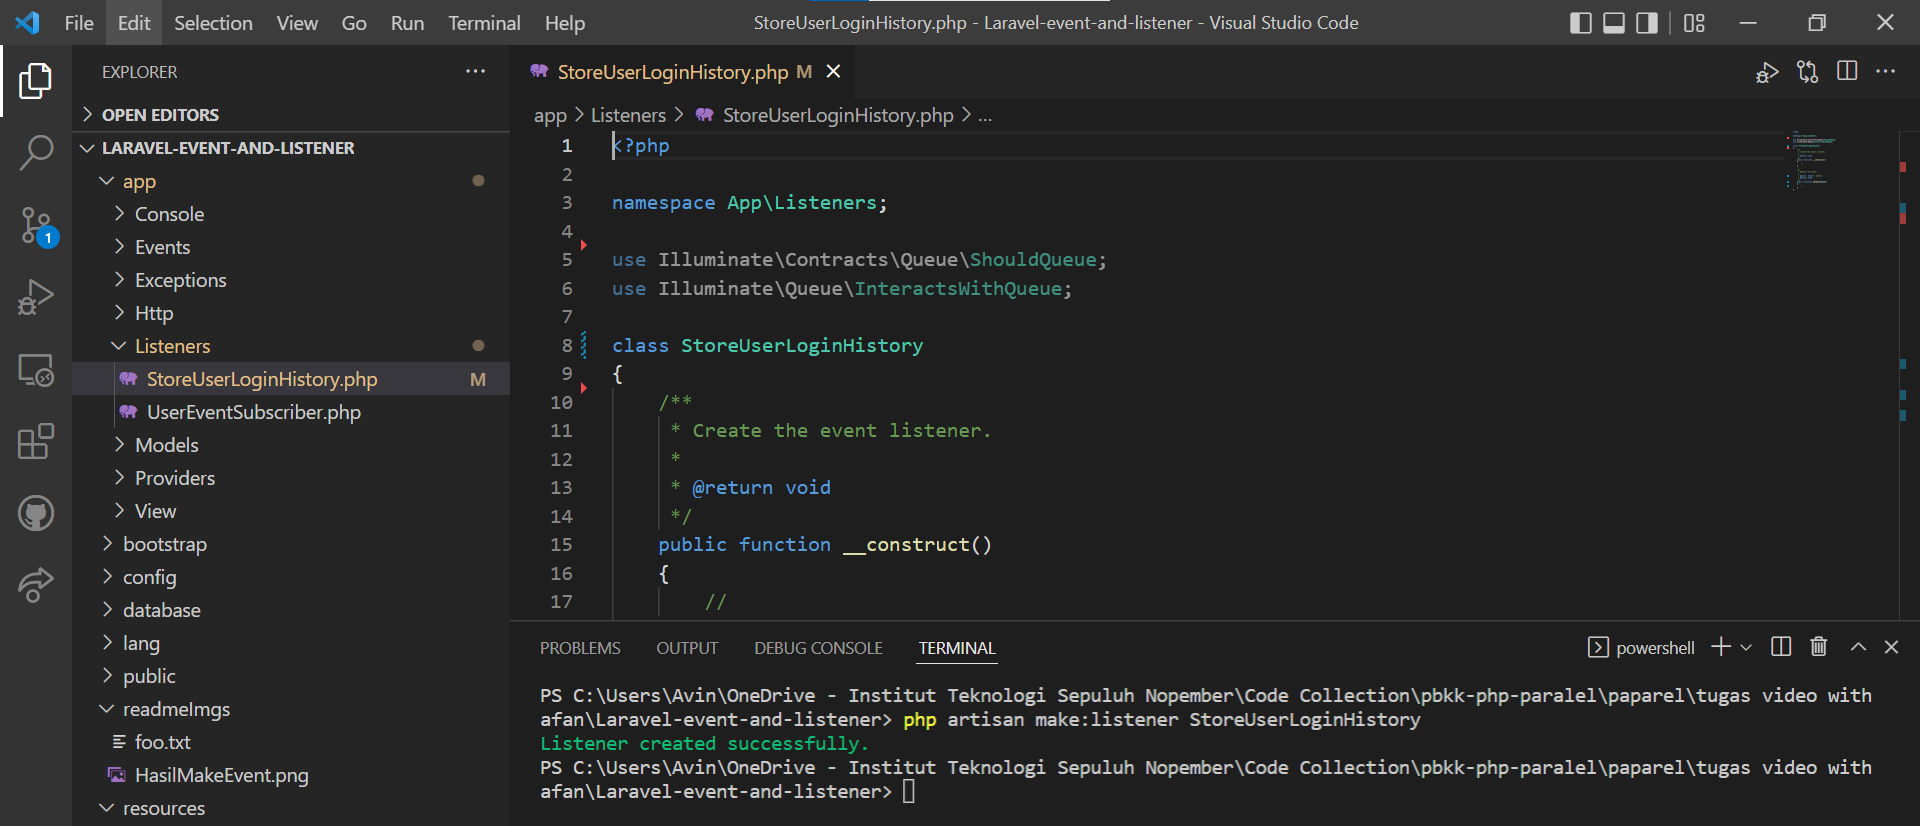 File Edit Selection View Go Run Terminal Help
StoreUserLoginHistory.php - Laravel-event-and-listener - Visual Studio Code
EXPLORER
OPEN EDITORS
LARAVEL-EVENT-AND-LISTENER
app
Console
Events
Exceptions
Http
Listeners
StoreUserLoginHistory.php M
UserEventSubscriber.php
Models
Providers
View
bootstrap
config
database
lang
public
readmeImgs
foo.txt
HasilMakeEvent.png
resources
1
StoreUserLoginHistory.php M
app > Listeners > StoreUserLoginHistory.php > ...
1 <?php
2
3 namespace App\Listeners;
4
5 use Illuminate\Contracts\Queue\ShouldQueue;
6 use Illuminate\Queue\InteractsWithQueue;
7
8 class StoreUserLoginHistory
9 {
10 /**
11 * Create the event listener.
12 *
13 * @return void
14 */
15 public function __construct()
16 {
17 //
PROBLEMS OUTPUT DEBUG CONSOLE TERMINAL
powershell
PS C:\Users\Avin\OneDrive - Institut Teknologi Sepuluh Nopember\Code Collection\pbkk-php-paralel\paparel\tugas video with
afan\Laravel-event-and-listener> php artisan make:listener StoreUserLoginHistory
Listener created successfully.
PS C:\Users\Avin\OneDrive - Institut Teknologi Sepuluh Nopember\Code Collection\pbkk-php-paralel\paparel\tugas video with
afan\Laravel-event-and-listener>